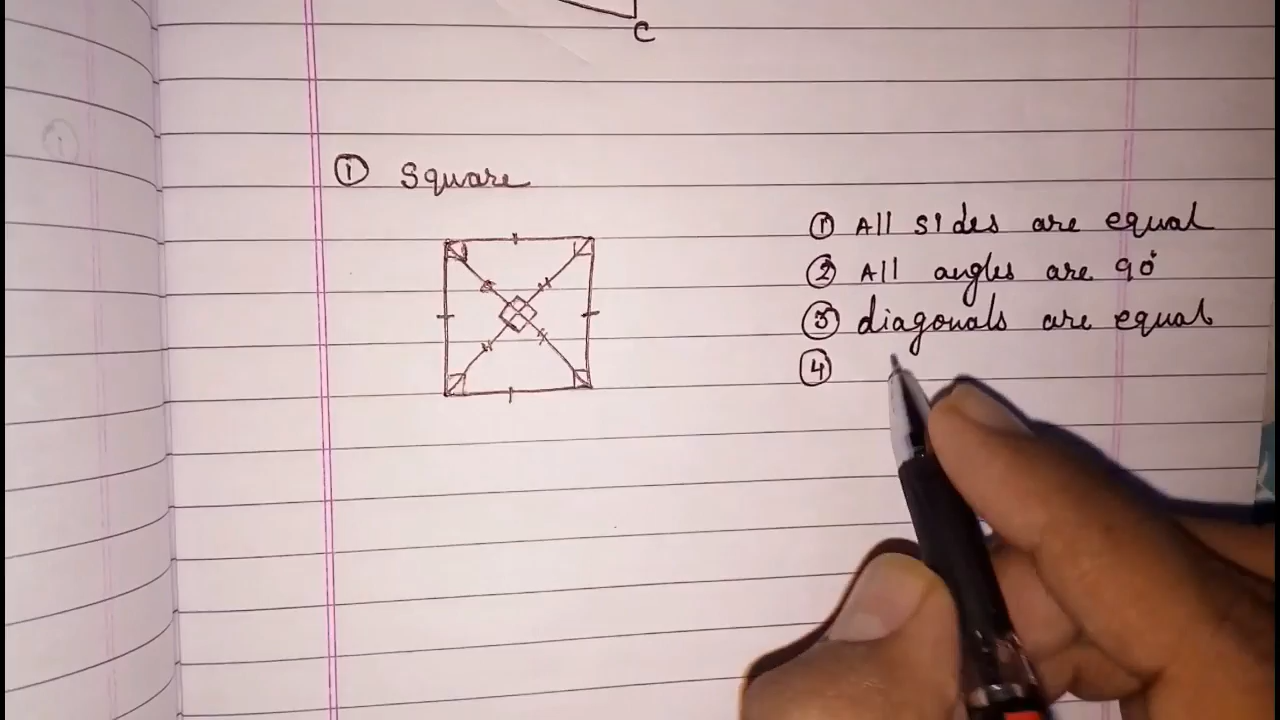 C
① Square
① All sides are equal
② All angles are 90°
③ diagonals are equal
④